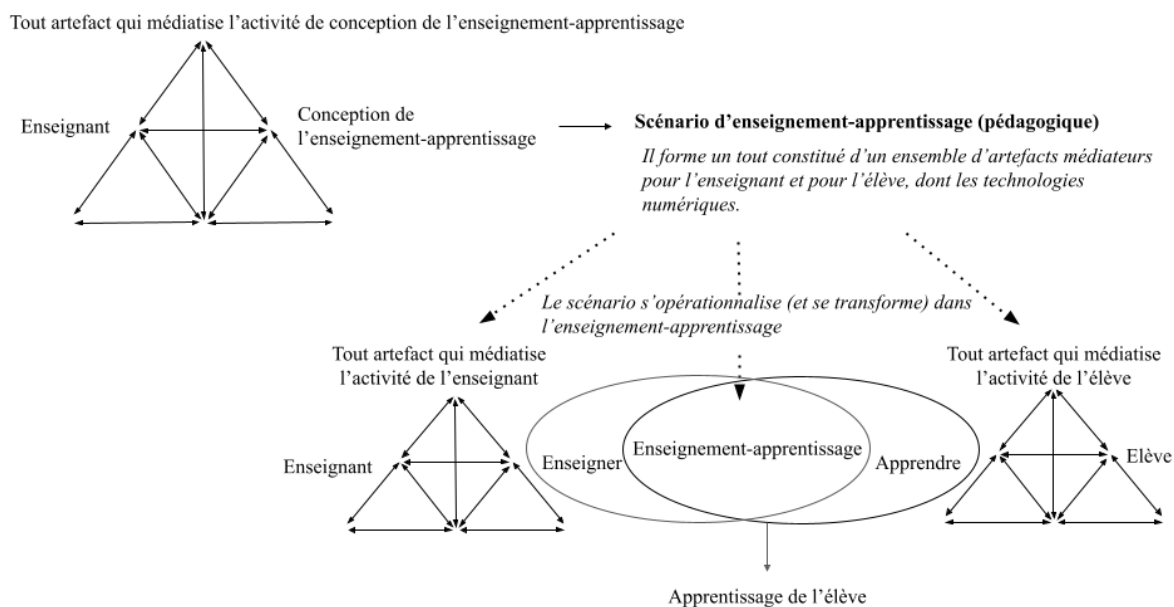 Tout artefact qui médiatise l’activité de conception de l’enseignement-apprentissage
Enseignant
Conception de
l’enseignement-apprentissage
Scénario d’enseignement-apprentissage (pédagogique)
Il forme un tout constitué d’un ensemble d’artefacts médiateurs
pour l’enseignant et pour l’élève, dont les technologies
numériques.
Le scénario s’opérationnalise (et se transforme) dans
l’enseignement-apprentissage
Tout artefact qui médiatise
l’activité de l’enseignant
Enseignant
Enseigner
Enseignement-apprentissage
Apprendre
Tout artefact qui médiatise
l’activité de l’élève
Elève
Apprentissage de l’élève